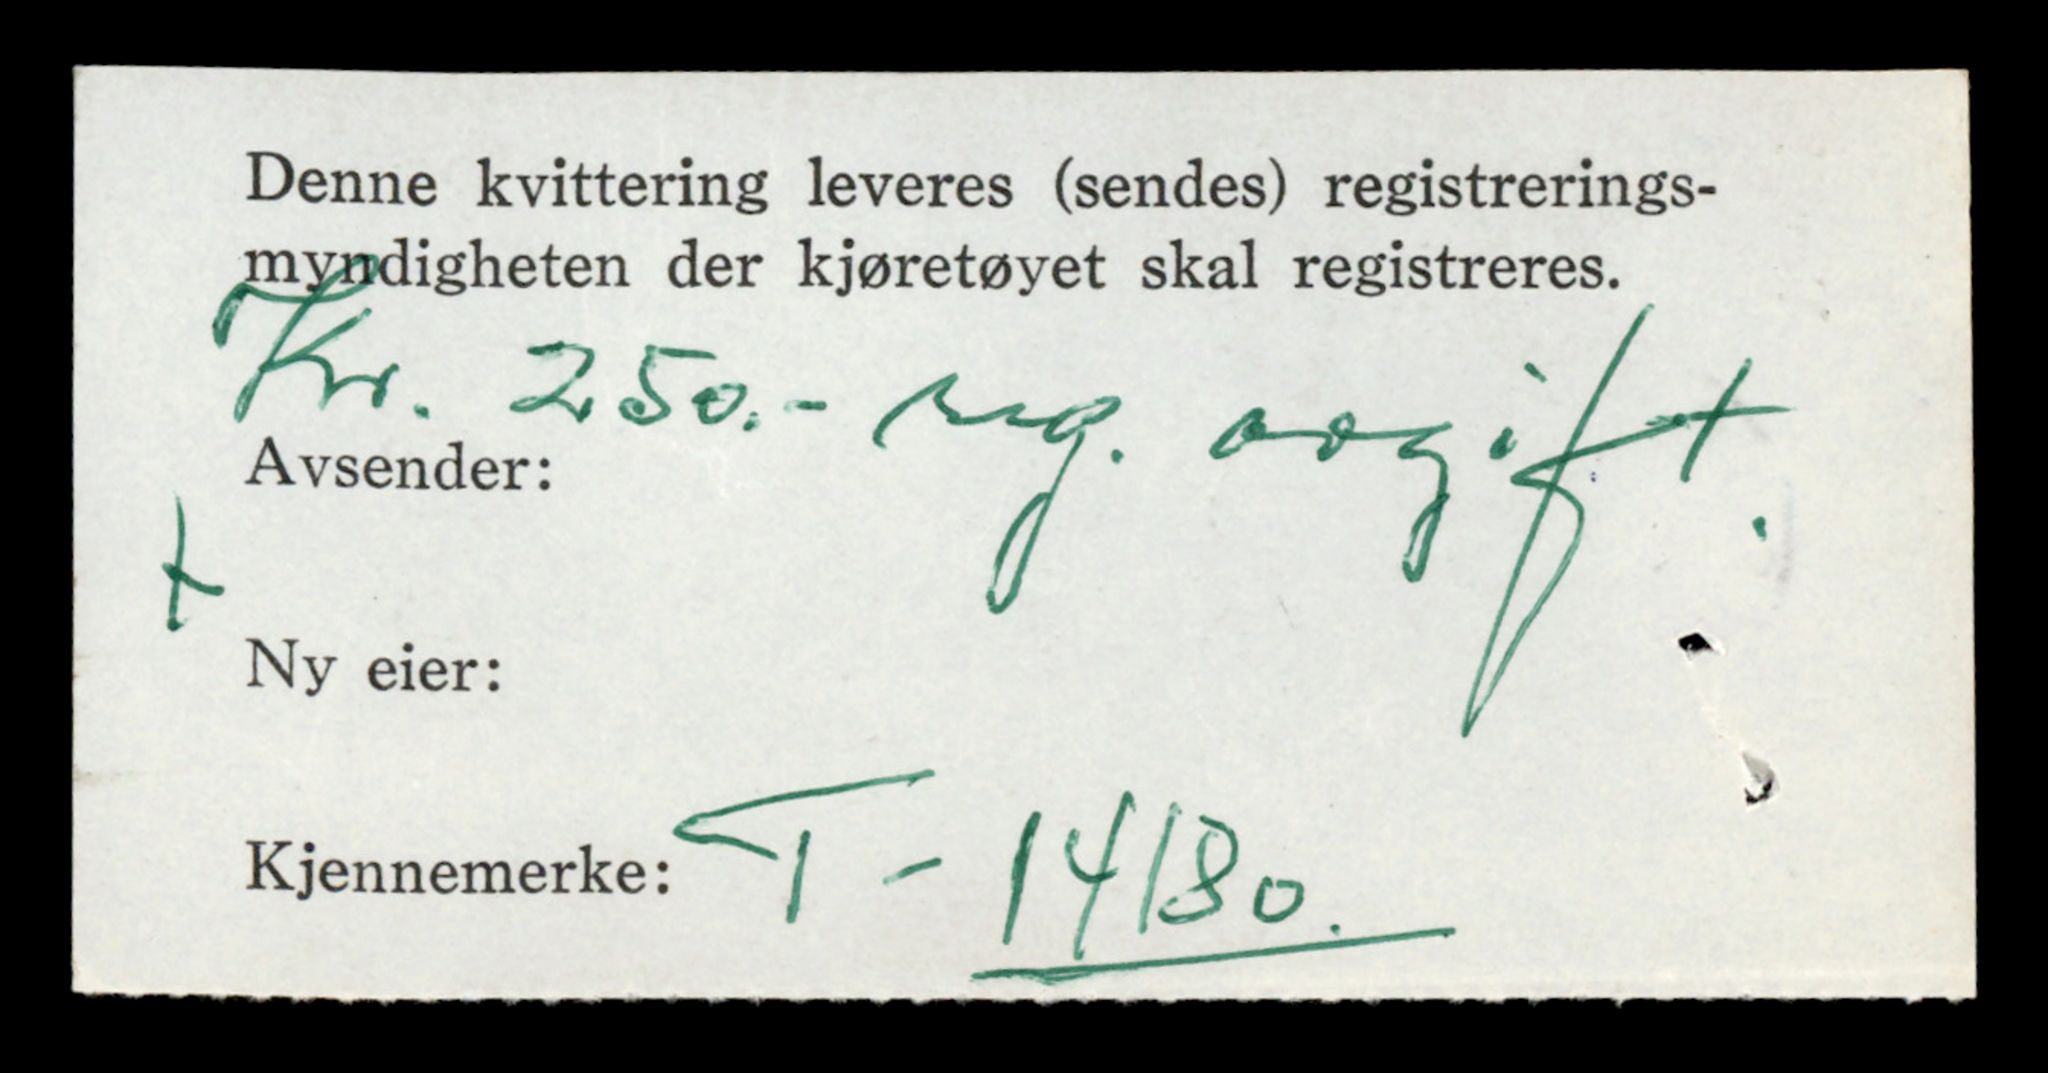 Denne kvittering leveres (sendes) registrerings-
myndigheten der kjøretøyet skal registreres.
Kr. 250.- reg. avgift.
Avsender:
Ny eier:
Kjennemerke: T - 14180.